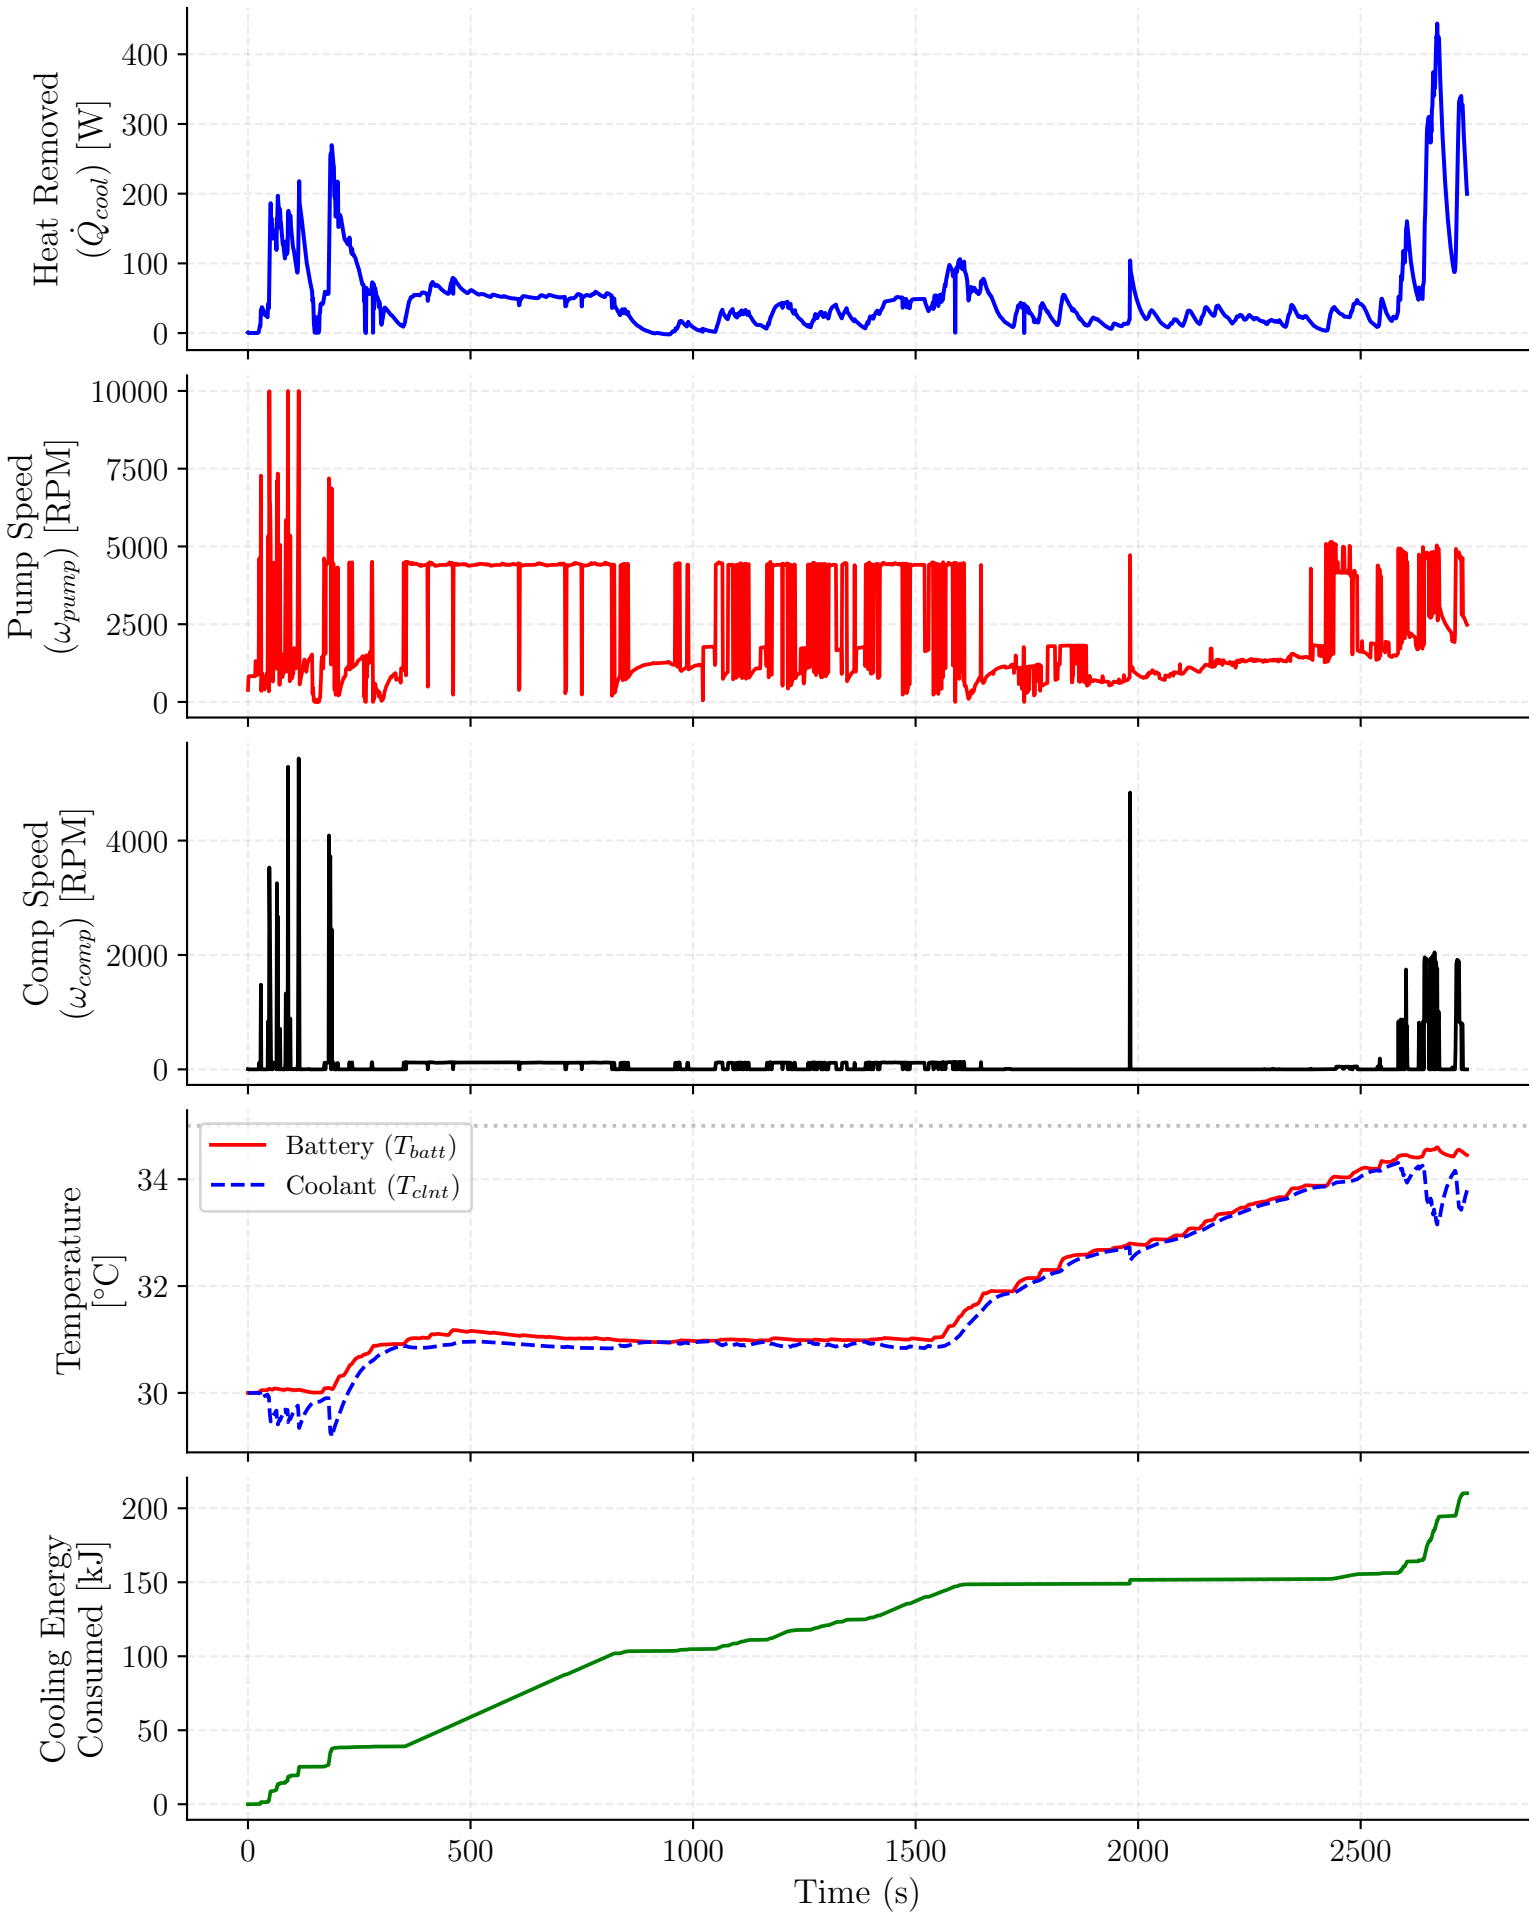 Heat Removed
(Q̇cool) [W]
400
300
200
100
0
Pump Speed
(ωpump) [RPM]
10000
7500
5000
2500
0
Comp Speed
(ωcomp) [RPM]
4000
2000
0
Temperature
[°C]
34
32
30
Battery (Tbatt)
Coolant (Tclnt)
Cooling Energy
Consumed [kJ]
200
150
100
50
0
0 500 1000 1500 2000 2500
Time (s)